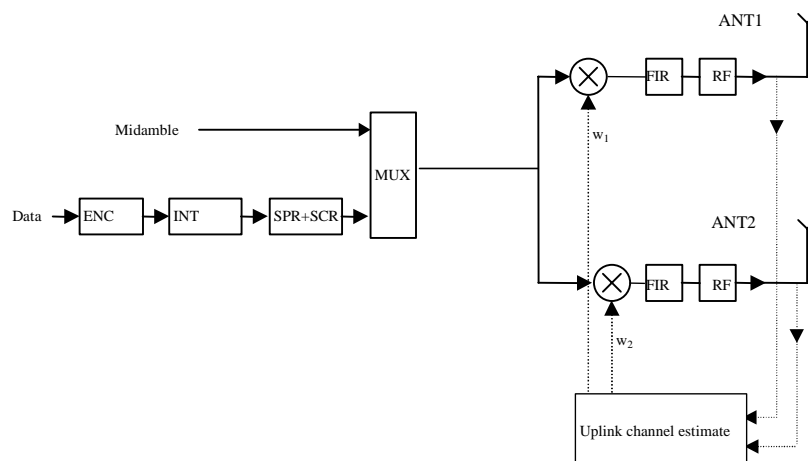 ANT1
FIR
RF
Midamble
w1
MUX
Data
ENC
INT
SPR+SCR
ANT2
FIR
RF
w2
Uplink channel estimate